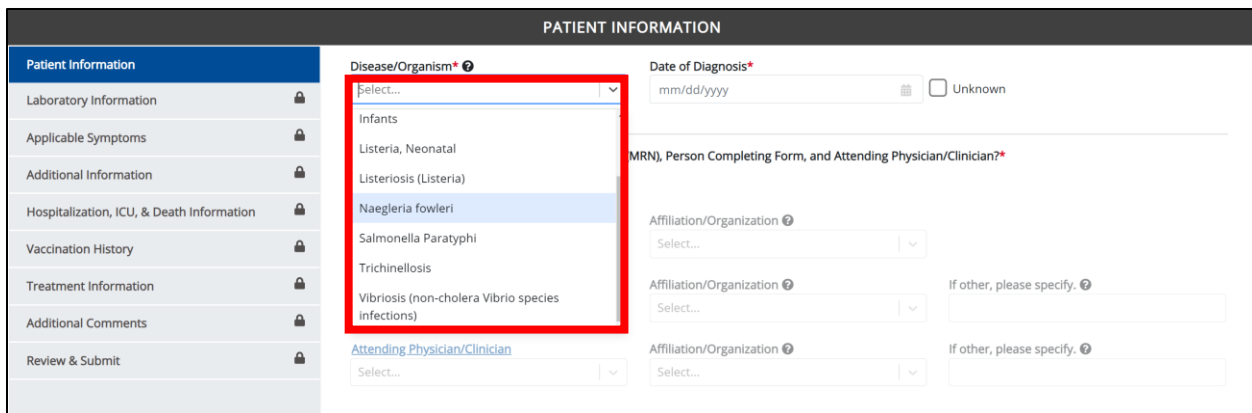 PATIENT INFORMATION
Patient Information
Laboratory Information
Applicable Symptoms
Additional Information
Hospitalization, ICU, & Death Information
Vaccination History
Treatment Information
Additional Comments
Review & Submit
Disease/Organism*
Select...
Infants
Listeria, Neonatal
Listeriosis (Listeria)
Naegleria fowleri
Salmonella Paratyphi
Trichinellosis
Vibriosis (non-cholera Vibrio species
infections)
Date of Diagnosis*
mm/dd/yyyy
Unknown
(MRN), Person Completing Form, and Attending Physician/Clinician?*
Affiliation/Organization
Select...
Affiliation/Organization
Select...
If other, please specify.
Attending Physician/Clinician
Select...
Affiliation/Organization
Select...
If other, please specify.